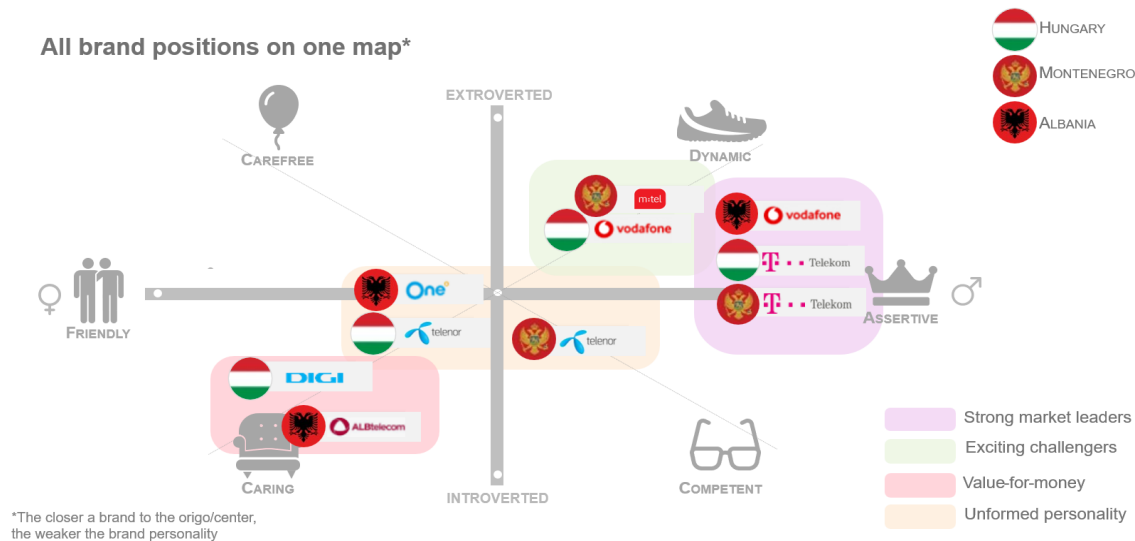 All brand positions on one map*
HUNGARY
MONTENEGRO
ALBANIA
EXTROVERTED
CAREFREE
DYNAMIC
m:tel
vodafone
vodafone
T Telekom
T Telekom
One
telenor
telenor
FRIENDLY
ASSERTIVE
DIGI
ALBtelecom
CARING
INTROVERTED
COMPETENT
Strong market leaders
Exciting challengers
Value-for-money
Unformed personality
*The closer a brand to the origo/center,
the weaker the brand personality